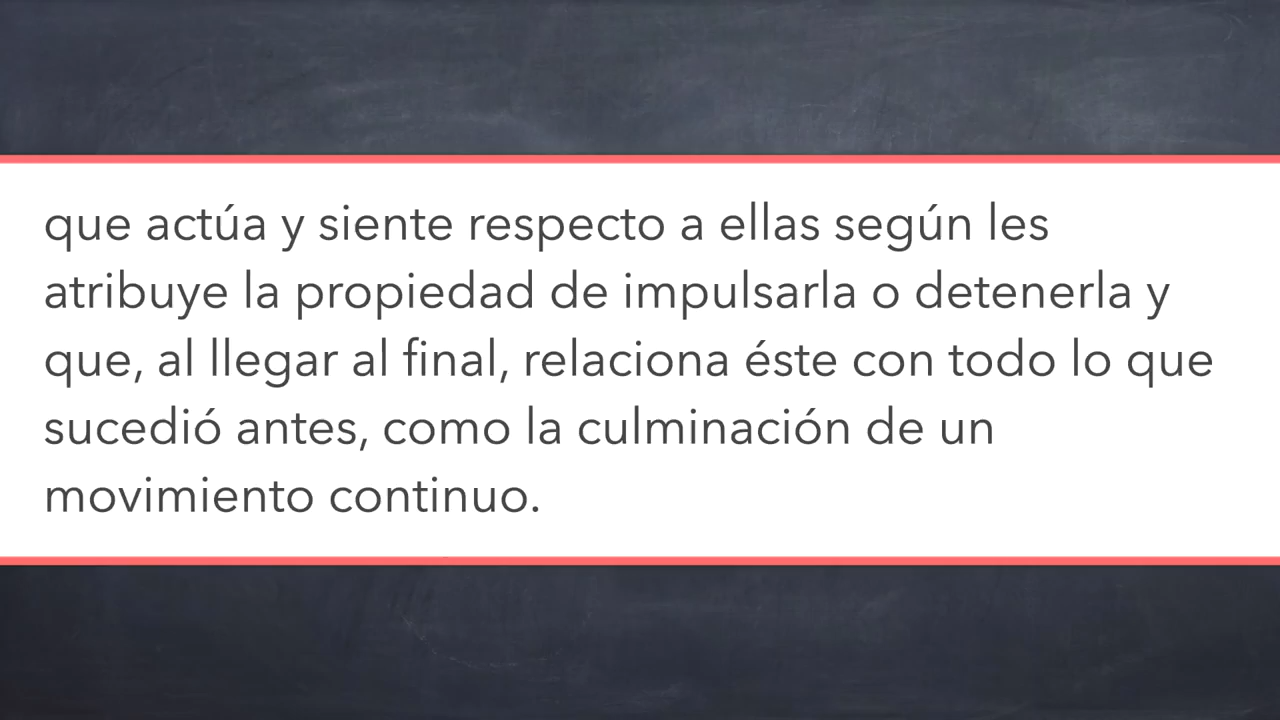 que actúa y siente respecto a ellas según les
atribuye la propiedad de impulsarla o detenerla y
que, al llegar al final, relaciona éste con todo lo que
sucedió antes, como la culminación de un
movimiento continuo.